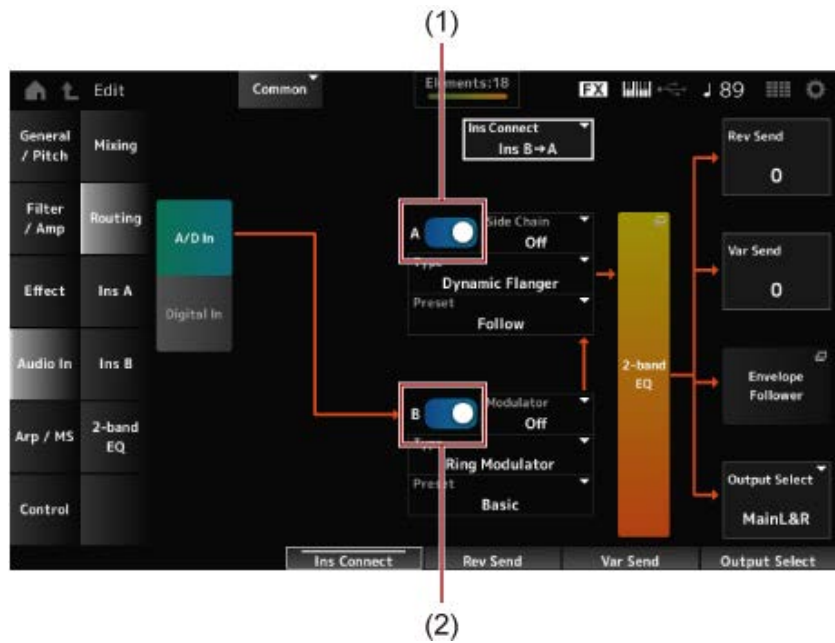 (1)
Edit
Common
Elements:18
FX
89
General / Pitch
Mixing
Ins Connect
Ins B→A
Rev Send
0
Filter / Amp
Routing
A/D In
A
Side Chain
Off
Type
Dynamic Flanger
Preset
Follow
Var Send
0
Effect
Ins A
Digital In
Audio In
Ins B
2-band EQ
Envelope Follower
B
Modulator
Off
Type
Ring Modulator
Preset
Basic
Arp / MS
2-band EQ
Output Select
MainL&R
Control
Ins Connect
Rev Send
Var Send
Output Select
(2)